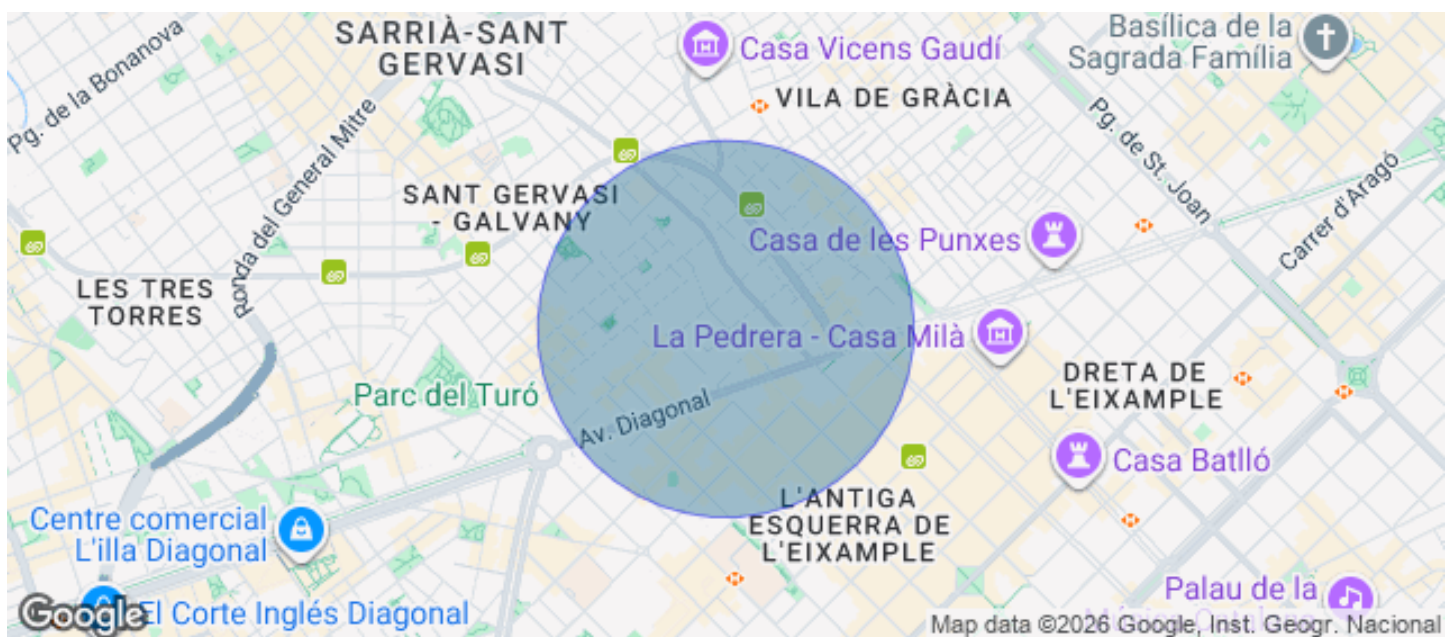 SARRIÀ-SANT
GERVASI
Pg. de la Bonanova
Ronda del General Mitre
Casa Vicens Gaudí
VILA DE GRÀCIA
Basílica de la
Sagrada Família
Pg. de St. Joan
Carrer d'Aragó
SANT GERVASI
- GALVANY
Casa de les Punxes
LES TRES
TORRES
La Pedrera - Casa Milà
Parc del Turó
Av. Diagonal
DRETA DE
L'EIXAMPLE
Casa Batlló
L'ANTIGA
ESQUERRA DE
L'EIXAMPLE
Centre comercial
L'illa Diagonal
El Corte Inglés Diagonal
Palau de la
Google
Map data ©2026 Google, Inst. Geogr. Nacional